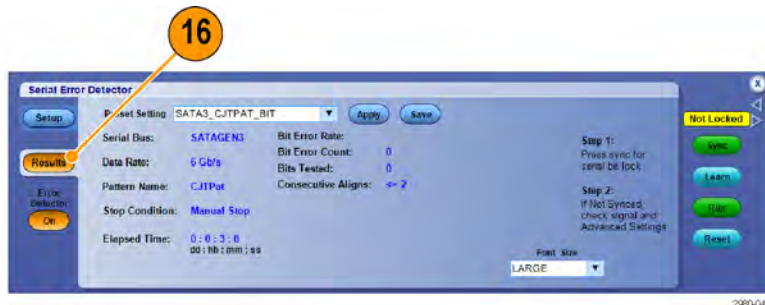 16
Serial Error Detector
Setup
Preset Setting SATA3_CJTPAT_BIT Apply Save
Not Locked
Serial Bus: SATAGEN3
Bit Error Rate:
Bit Error Count: 0
Step 1:
Press sync for
serial bit lock
Sync
Results
Data Rate: 6 Gb/s
Bits Tested: 0
Learn
Pattern Name: CJTPat
Consecutive Aligns: <= 2
Step 2:
If Not Synced,
check signal and
Advanced Settings
Error
Detector
On
Stop Condition: Manual Stop
Run
Elapsed Time: 0 : 0 : 3 : 0
dd : hh : mm : ss
Reset
Font Size
LARGE
2980-04